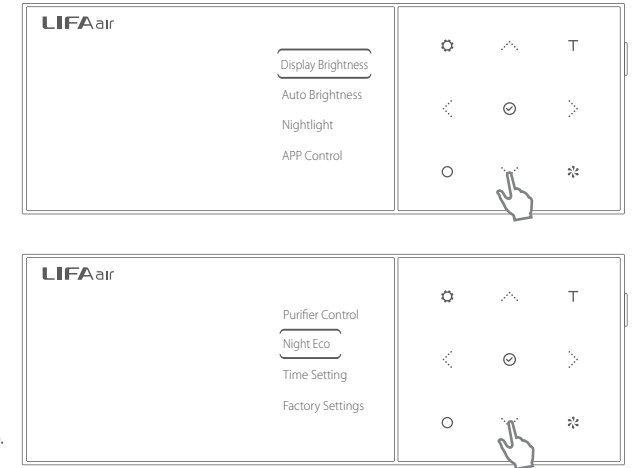 LIFAair
Display Brightness
Auto Brightness
Nightlight
APP Control
T
LIFAair
Purifier Control
Night Eco
Time Setting
Factory Settings
T